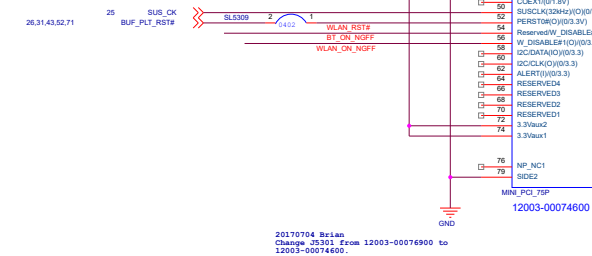 COEX1(I/0/1.8V)
50
25 SUS_CK SUSCLK(32kHz)(O)(0/
26,31,43,52,71 BUF_PLT_RST# SL5309 2 1 52 PERST0#(O)(0/3.3V)
0402
WLAN_RST# 54 Reserved/W_DISABLE#
BT_ON_NGFF 56 W_DISABLE#1(O)(0/3.
WLAN_ON_NGFF 58 I2C/DATA(IO)(0/3.3)
60 I2C/CLK(O)(0/3.3)
62 ALERT(I)(0/3.3)
64 RESERVED4
66 RESERVED3
68 RESERVED2
70 RESERVED1
72 3.3Vaux2
74 3.3Vaux1
76 NP_NC1
79 SIDE2
MINI_PCI_75P
12003-00074600
GND
20170704 Brian
Change J5301 from 12003-00076900 to
12003-00074600.